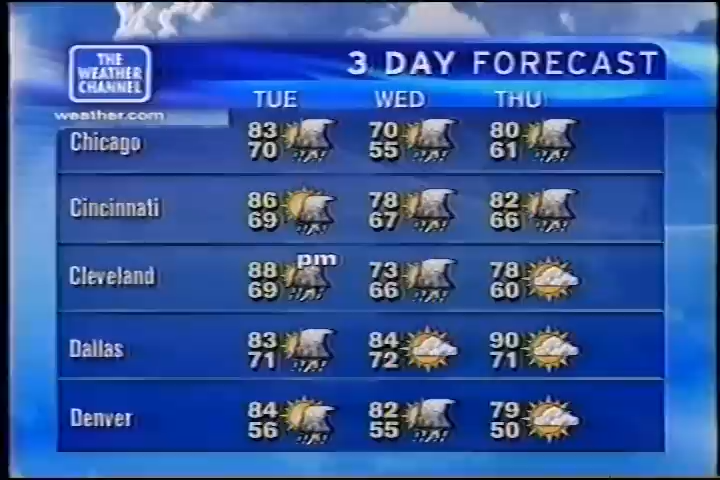 THE
WEATHER
CHANNEL
weather.com
3 DAY FORECAST
TUE WED THU
Chicago 83 70 80
70 55 61
Cincinnati 86 78 82
69 67 66
pm
Cleveland 88 73 78
69 66 60
Dallas 83 84 90
71 72 71
Denver 84 82 79
56 55 50